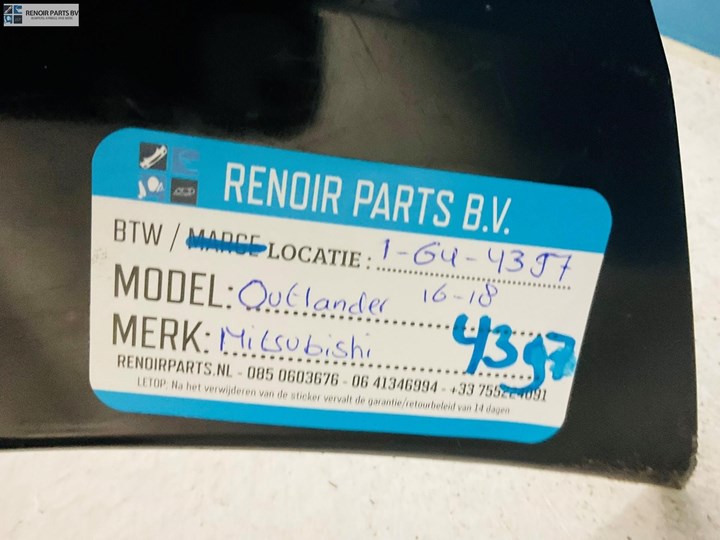 RENOIR PARTS BV
RENOIR PARTS B.V.
BTW / MARGE LOCATIE: 1-G4-4397
MODEL: Outlander 16-18
MERK: Mitsubishi 4397
RENOIRPARTS.NL - 085 0603676 - 06 41346994 - +33 755224091
LETOP: Na het verwijderen van de sticker vervalt de garantie/retourbeleid van 14 dagen